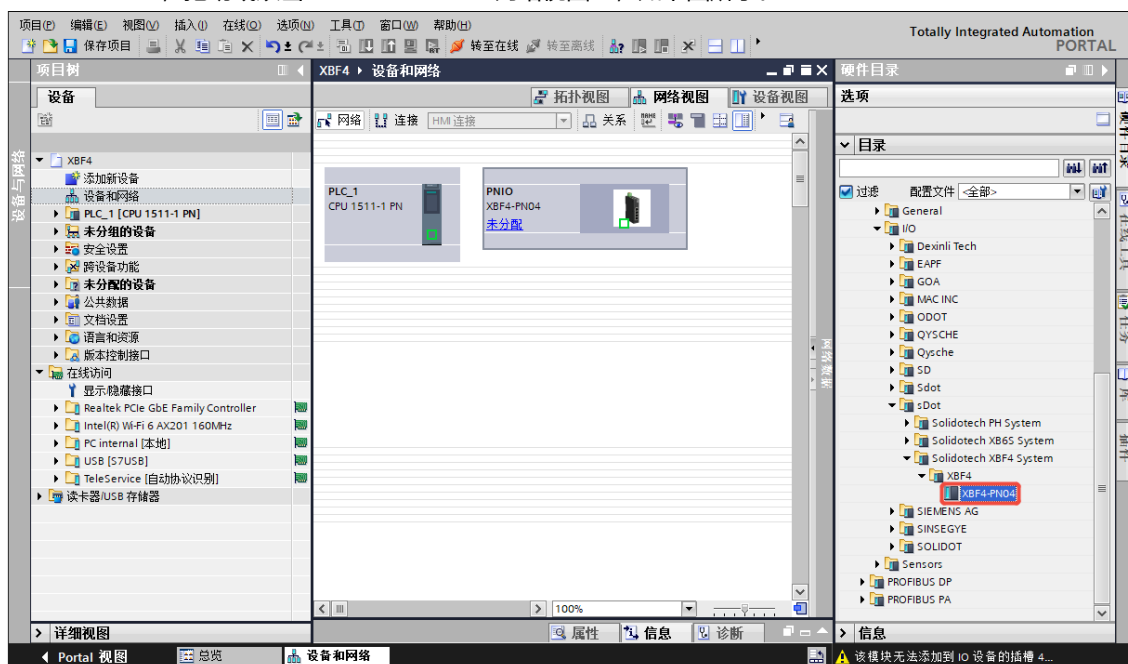 项目(P) 编辑(E) 视图(V) 插入(I) 在线(O) 选项(N) 工具(T) 窗口(W) 帮助(H)
Totally Integrated Automation
PORTAL
保存项目 转至在线 转至离线
项目树
XBF4 ▸ 设备和网络
硬件目录
设备
拓扑视图 网络视图 设备视图
选项
网络 连接 HMI 连接 关系
目录
过滤 配置文件 <全部>
XBF4
添加新设备
设备和网络
PLC_1 [CPU 1511-1 PN]
未分组的设备
安全设置
跨设备功能
未分配的设备
公共数据
文档设置
语言和资源
版本控制接口
在线访问
显示/隐藏接口
Realtek PCIe GbE Family Controller
Intel(R) Wi-Fi 6 AX201 160MHz
PC internal [本地]
USB [S7USB]
TeleService [自动协议识别]
读卡器/USB 存储器
设备与网络
PLC_1
CPU 1511-1 PN
PNIO
XBF4-PN04
未分配
网络数据
General
I/O
Dexinli Tech
EAPF
GOA
MAC INC
ODOT
QYSCHE
Qysche
SD
Sdot
sDot
Solidotech PH System
Solidotech XB6S System
Solidotech XBF4 System
XBF4
XBF4-PN04
SIEMENS AG
SINSEGYE
SOLIDOT
Sensors
PROFIBUS DP
PROFIBUS PA
100%
详细视图
属性 信息 诊断
信息
Portal 视图 总览 设备和网络
该模块无法添加到 IO 设备的插槽 4...